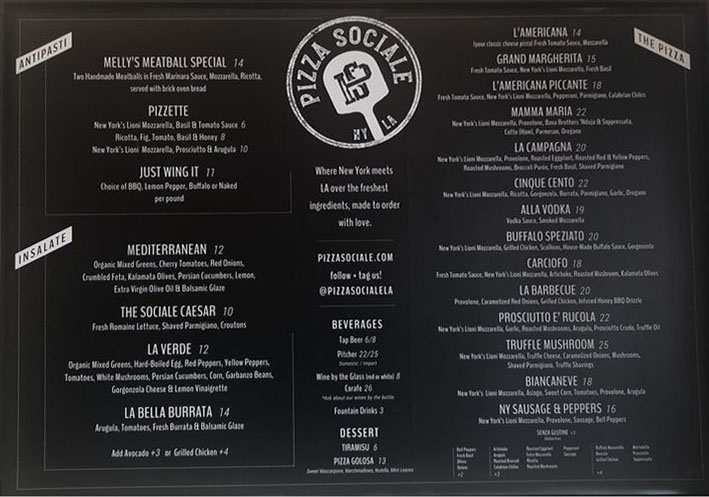 ANTIPASTI
MELLY'S MEATBALL SPECIAL 14
Two Handmade Meatballs in Fresh Marinara Sauce, Mozzarella, Ricotta,
served with brick oven bread
PIZZETTE
New York's Lioni Mozzarella, Basil & Tomato Sauce 6
Ricotta, Fig, Tomato, Basil & Honey 8
New York's Lioni Mozzarella, Prosciutto & Arugula 10
JUST WING IT 11
Choice of BBQ, Lemon Pepper, Buffalo or Naked
per pound
INSALATE
MEDITERRANEAN 12
Organic Mixed Greens, Cherry Tomatoes, Red Onions,
Crumbled Feta, Kalamata Olives, Persian Cucumbers, Lemon,
Extra Virgin Olive Oil & Balsamic Glaze
THE SOCIALE CAESAR 10
Fresh Romaine Lettuce, Shaved Parmigiano, Croutons
LA VERDE 12
Organic Mixed Greens, Hard-Boiled Egg, Red Peppers, Yellow Peppers,
Tomatoes, White Mushrooms, Persian Cucumbers, Corn, Garbanzo Beans,
Gorgonzola Cheese & Lemon Vinaigrette
LA BELLA BURRATA 14
Arugula, Tomatoes, Fresh Burrata & Balsamic Glaze
Add Avocado +3 or Grilled Chicken +4
PIZZA SOCIALE
PS
NY LA
Where New York meets
LA over the freshest
ingredients, made to order
with love.
PIZZASOCIALE.COM
follow + tag us!
@PIZZASOCIALELA
BEVERAGES
Tap Beer 6/8
Pitcher 22/25
Domestic / Import
Wine by the Glass (red or white) 8
Carafe 26
*Ask about our wines by the bottle
Fountain Drinks 3
DESSERT
TIRAMISU 6
PIZZA GOLOSA 13
Sweet Mascarpone, Marshmallows, Nutella, Mint Leaves
THE PIZZA
L'AMERICANA 14
(your classic cheese pizza) Fresh Tomato Sauce, Mozzarella
GRAND MARGHERITA 15
Fresh Tomato Sauce, New York's Lioni Mozzarella, Fresh Basil
L'AMERICANA PICCANTE 18
Fresh Tomato Sauce, New York's Lioni Mozzarella, Pepperoni, Parmigiano, Calabrian Chiles
MAMMA MARIA 22
New York's Lioni Mozzarella, Provolone, Bava Brothers 'Nduja & Soppressata,
Cotto (Ham), Parmesan, Oregano
LA CAMPAGNA 20
New York's Lioni Mozzarella, Provolone, Roasted Eggplant, Roasted Red & Yellow Peppers,
Roasted Mushrooms, Broccoli Purée, Fresh Basil, Shaved Parmigiano
CINQUE CENTO 22
New York's Lioni Mozzarella, Ricotta, Gorgonzola, Burrata, Parmigiano, Garlic, Oregano
ALLA VODKA 19
Vodka Sauce, Smoked Mozzarella
BUFFALO SPEZIATO 20
New York's Lioni Mozzarella, Grilled Chicken, Scallions, House-Made Buffalo Sauce, Gorgonzola
CARCIOFO 18
Fresh Tomato Sauce, New York's Lioni Mozzarella, Artichoke, Roasted Mushroom, Kalamata Olives
LA BARBECUE 20
Provolone, Caramelized Red Onions, Grilled Chicken, Infused Honey BBQ Drizzle
PROSCIUTTO E' RUCOLA 22
New York's Lioni Mozzarella, Garlic, Roasted Mushrooms, Arugula, Prosciutto Crudo, Truffle Oil
TRUFFLE MUSHROOM 25
New York's Lioni Mozzarella, Truffle Cheese, Caramelized Onions, Mushrooms,
Shaved Parmigiano, Truffle Shavings
BIANCANEVE 18
New York's Lioni Mozzarella, Asiago, Sweet Corn, Tomatoes, Provolone, Arugula
NY SAUSAGE & PEPPERS 16
New York's Lioni Mozzarella, Provolone, Sausage, Bell Peppers
SENZA GLUTINE
Bell Peppers
Fresh Basil
Olives
Onions
+2
Artichoke
Arugula
Roasted Broccoli
Calabrian Chiles
Roasted Eggplant
Extra Mozzarella
Ricotta
Roasted Mushrooms
Pepperoni
Sausage
Buffalo Mozzarella
Burrata
Grilled Chicken
+4
Mortadella
Prosciutto
Soppressata